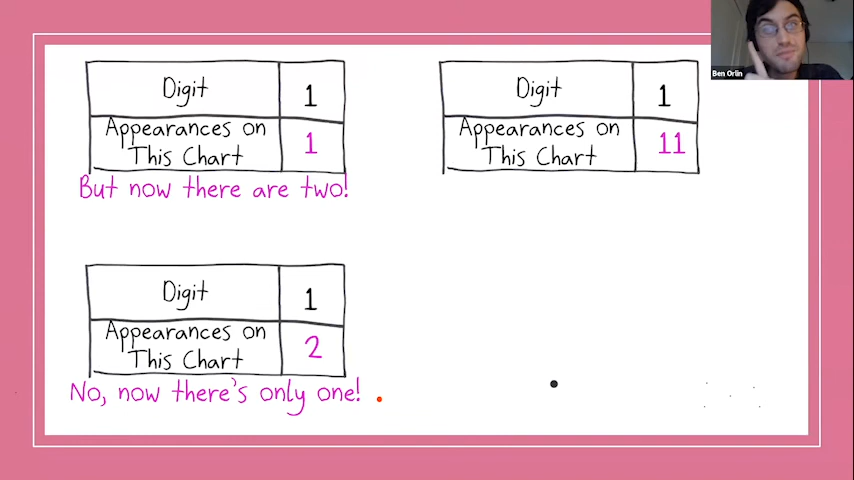 Digit 1
Appearances on
This Chart 1
But now there are two!
Digit 1
Appearances on
This Chart 11
Digit 1
Appearances on
This Chart 2
No, now there's only one!
Ben Orlin